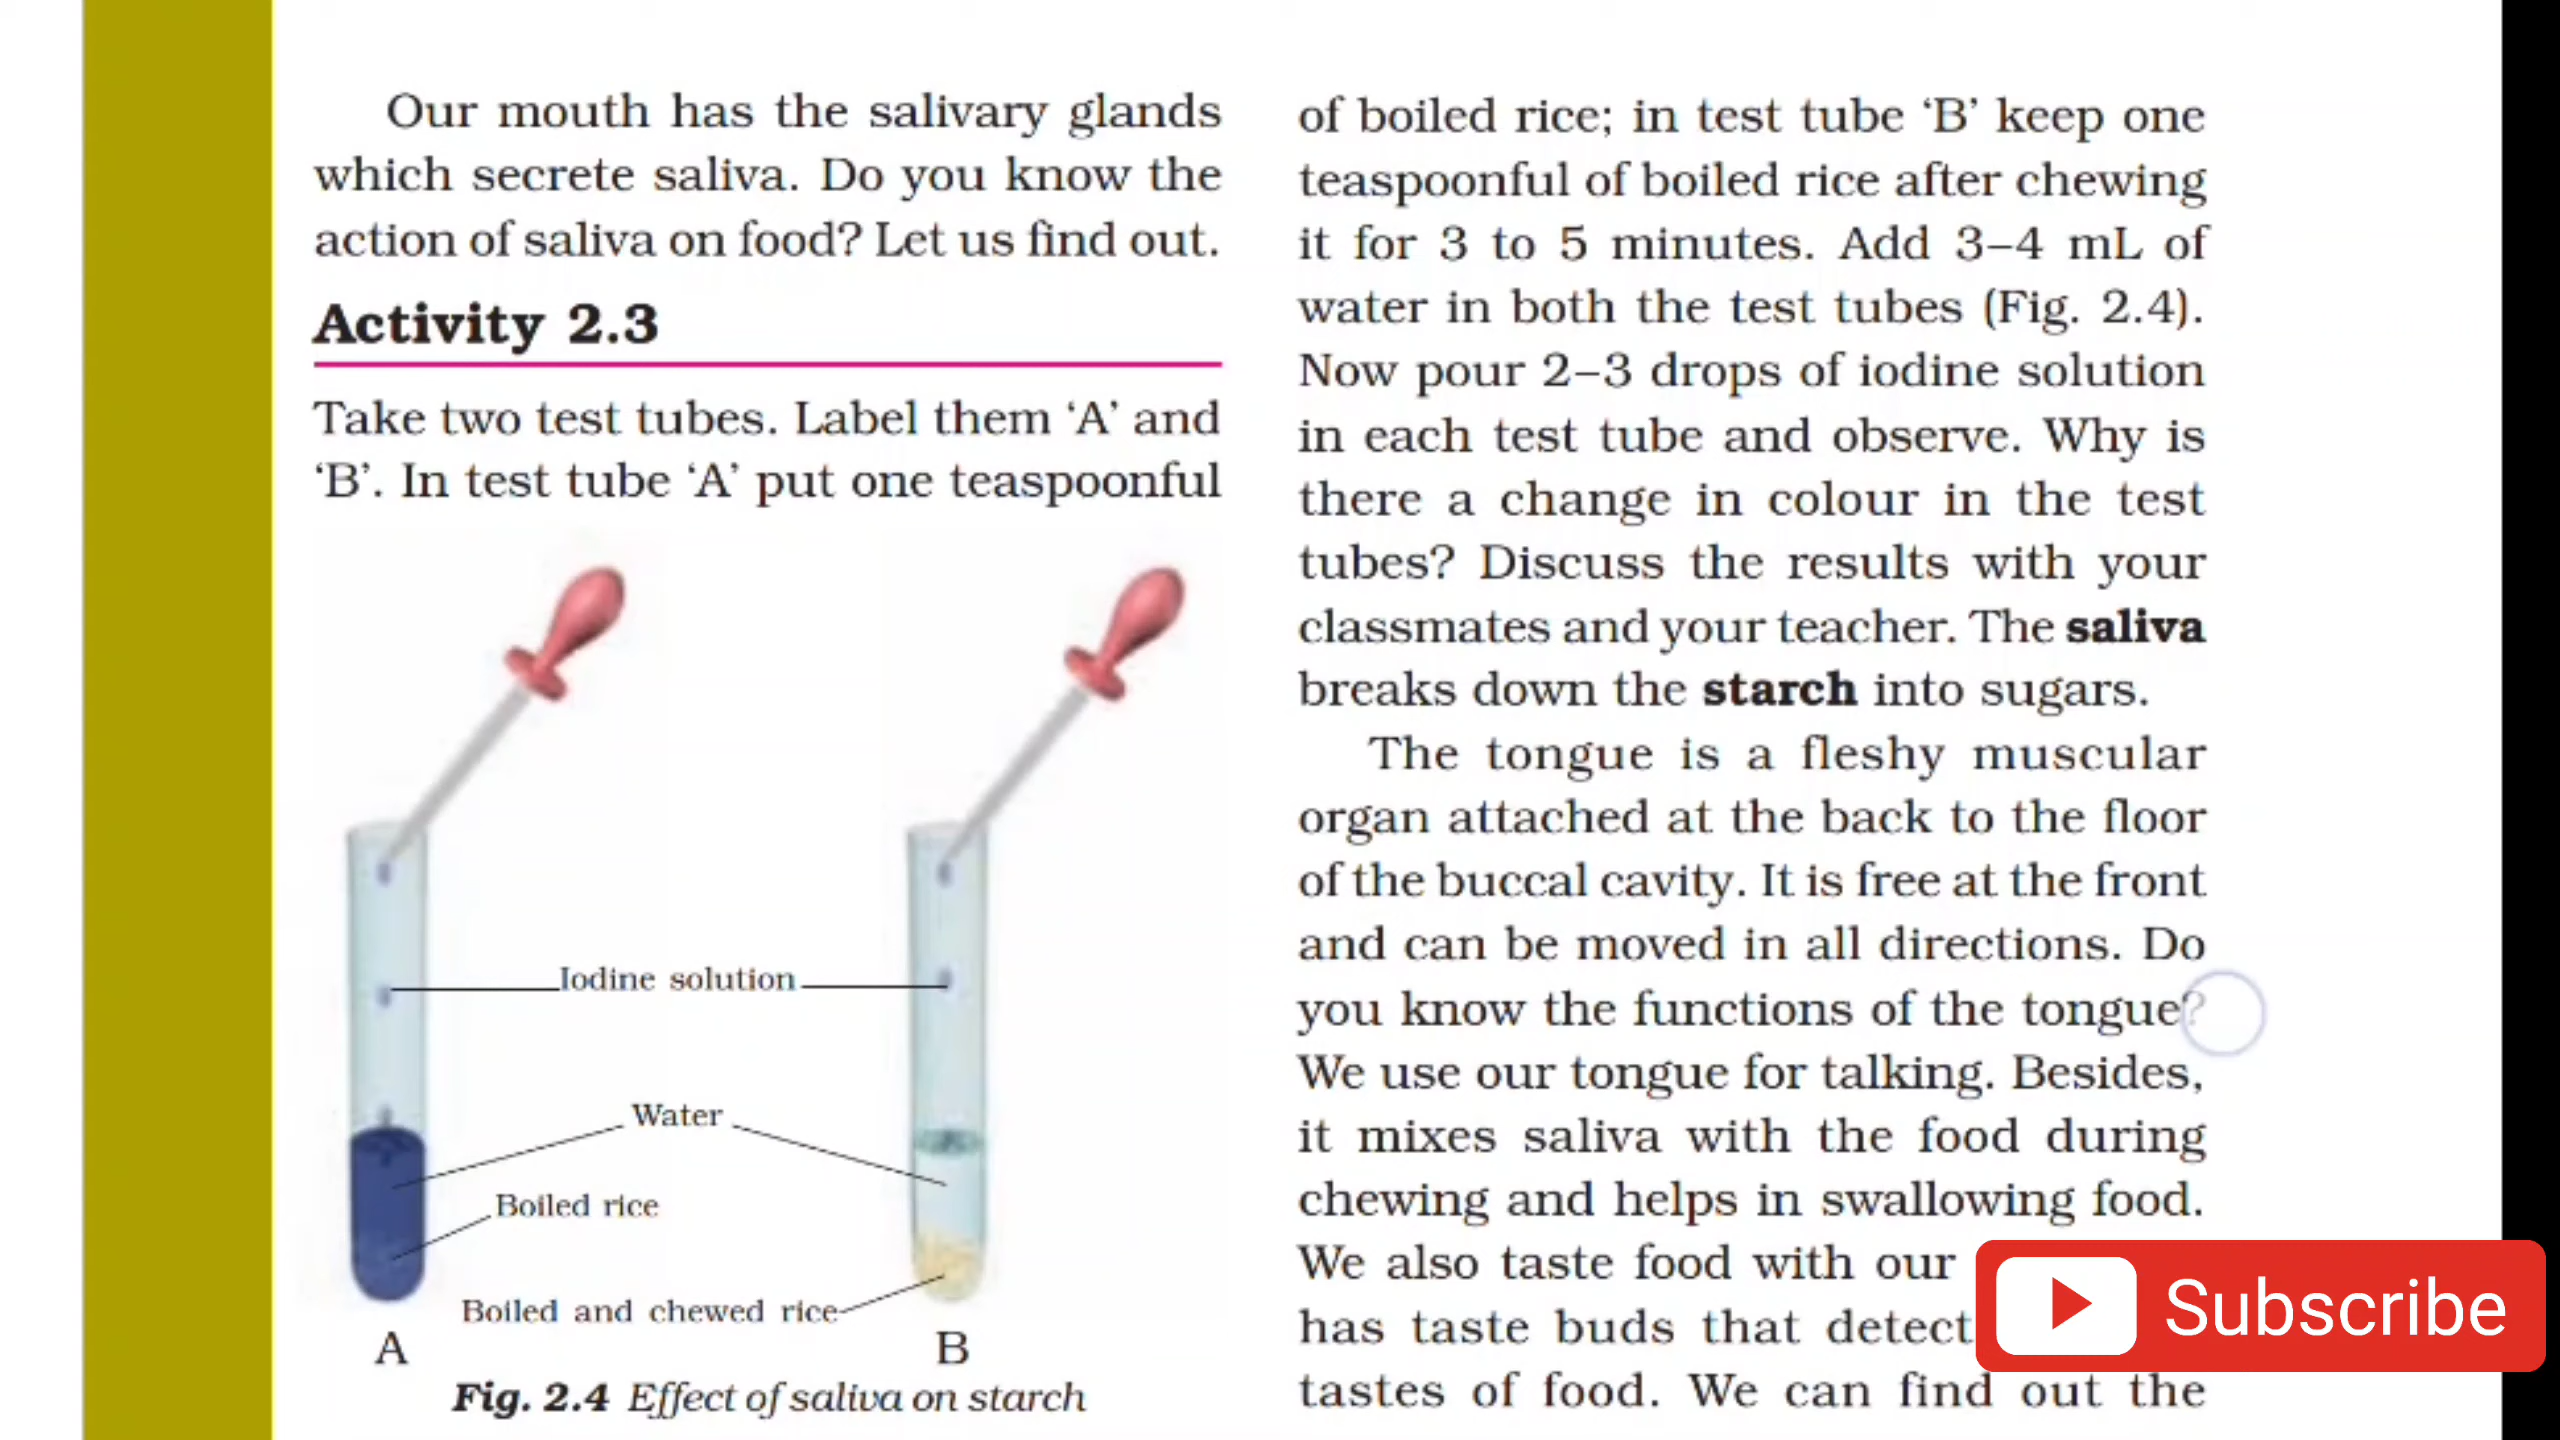 Our mouth has the salivary glands
which secrete saliva. Do you know the
action of saliva on food? Let us find out.
Activity 2.3
Take two test tubes. Label them ‘A’ and
‘B’. In test tube ‘A’ put one teaspoonful
Iodine solution
Water
Boiled rice
Boiled and chewed rice
A
B
Fig. 2.4 Effect of saliva on starch
of boiled rice; in test tube ‘B’ keep one
teaspoonful of boiled rice after chewing
it for 3 to 5 minutes. Add 3–4 mL of
water in both the test tubes (Fig. 2.4).
Now pour 2–3 drops of iodine solution
in each test tube and observe. Why is
there a change in colour in the test
tubes? Discuss the results with your
classmates and your teacher. The saliva
breaks down the starch into sugars.
The tongue is a fleshy muscular
organ attached at the back to the floor
of the buccal cavity. It is free at the front
and can be moved in all directions. Do
you know the functions of the tongue?
We use our tongue for talking. Besides,
it mixes saliva with the food during
chewing and helps in swallowing food.
We also taste food with our
has taste buds that detect
tastes of food. We can find out the
Subscribe